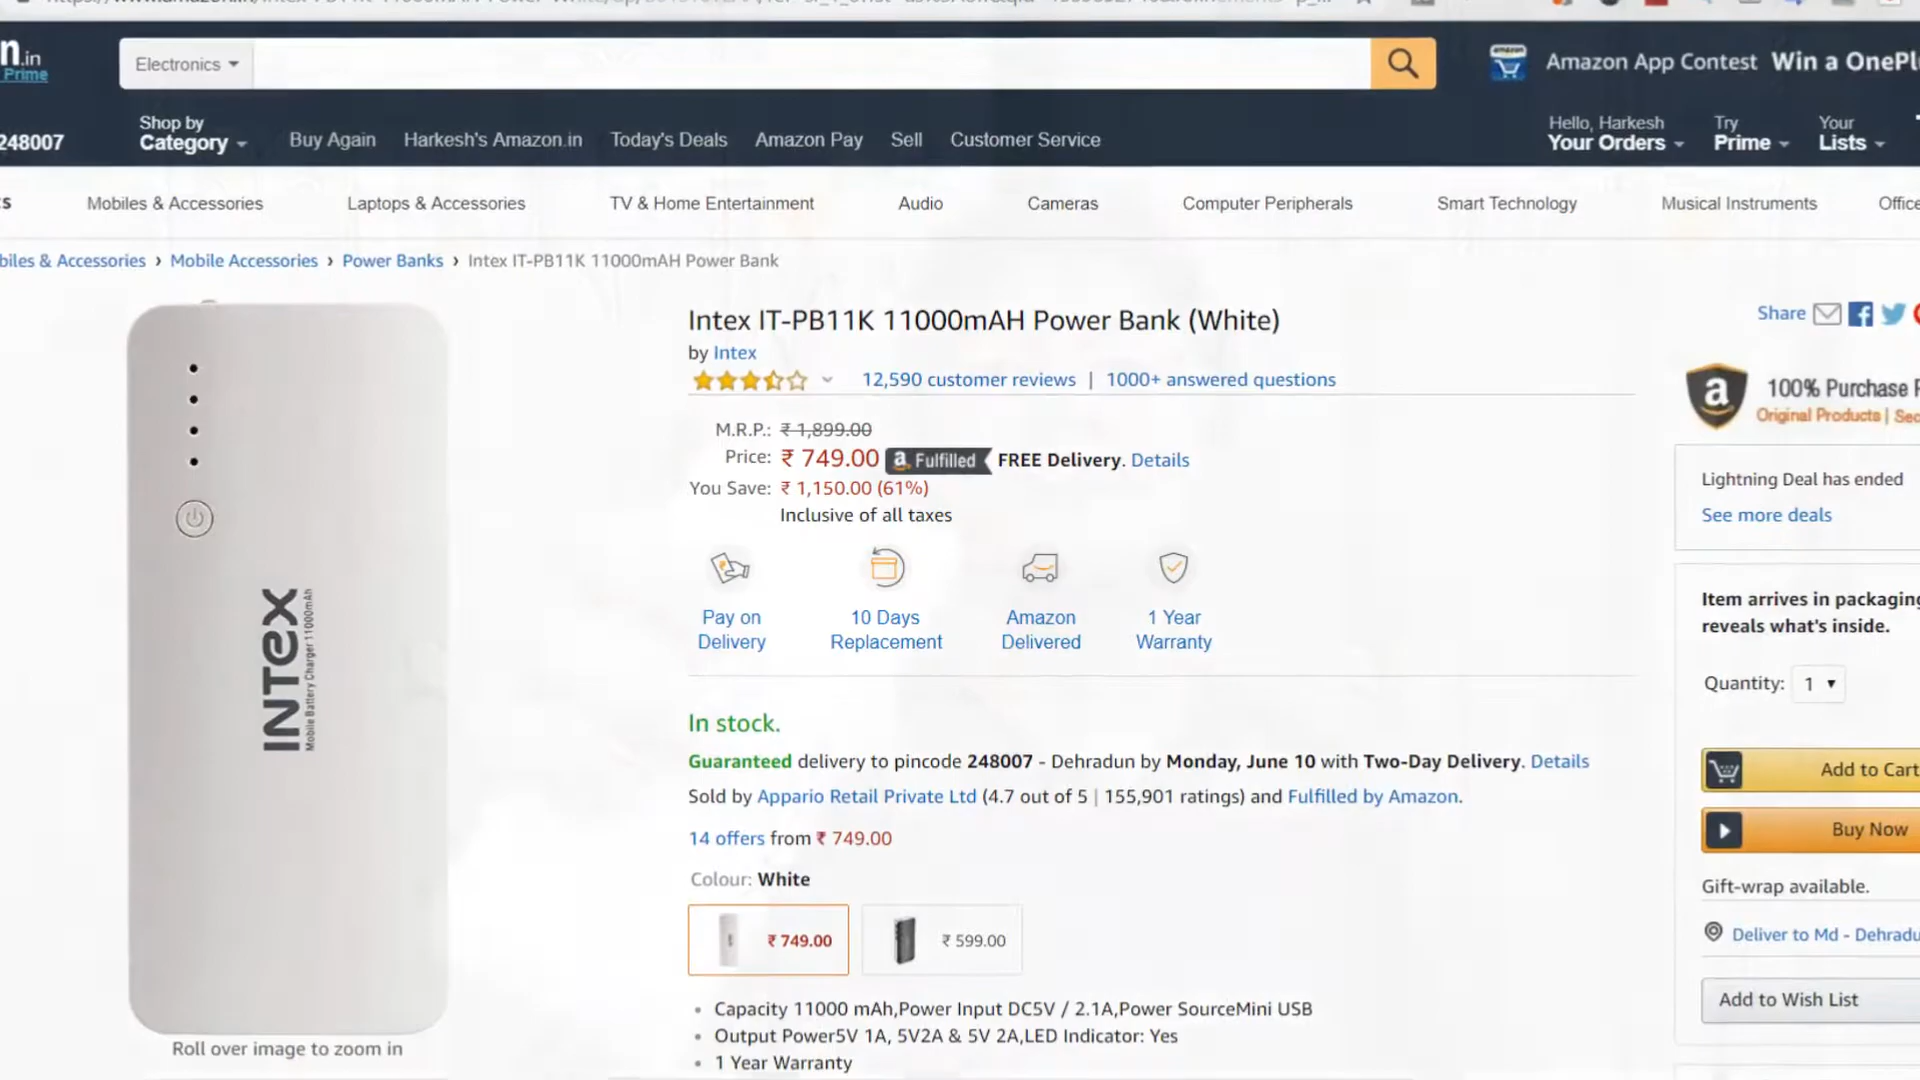 n.in
Prime
Electronics
Amazon App Contest Win a OnePl
248007
Shop by
Category
Buy Again
Harkesh's Amazon.in
Today's Deals
Amazon Pay
Sell
Customer Service
Hello, Harkesh
Your Orders
Try
Prime
Your
Lists
Mobiles & Accessories
Laptops & Accessories
TV & Home Entertainment
Audio
Cameras
Computer Peripherals
Smart Technology
Musical Instruments
Office
biles & Accessories › Mobile Accessories › Power Banks › Intex IT-PB11K 11000mAH Power Bank
INTEX
Mobile Battery Charger 11000mAh
Roll over image to zoom in
Intex IT-PB11K 11000mAH Power Bank (White)
by Intex
12,590 customer reviews | 1000+ answered questions
M.R.P.: ₹ 1,899.00
Price: ₹ 749.00 a Fulfilled FREE Delivery. Details
You Save: ₹ 1,150.00 (61%)
Inclusive of all taxes
Pay on
Delivery
10 Days
Replacement
Amazon
Delivered
1 Year
Warranty
In stock.
Guaranteed delivery to pincode 248007 - Dehradun by Monday, June 10 with Two-Day Delivery. Details
Sold by Appario Retail Private Ltd (4.7 out of 5 | 155,901 ratings) and Fulfilled by Amazon.
14 offers from ₹ 749.00
Colour: White
₹ 749.00
₹ 599.00
• Capacity 11000 mAh,Power Input DC5V / 2.1A,Power SourceMini USB
• Output Power5V 1A, 5V2A & 5V 2A,LED Indicator: Yes
• 1 Year Warranty
Share
a
100% Purchase
Original Products | Sec
Lightning Deal has ended
See more deals
Item arrives in packaging
reveals what's inside.
Quantity: 1
Add to Cart
Buy Now
Gift-wrap available.
Deliver to Md - Dehradu
Add to Wish List